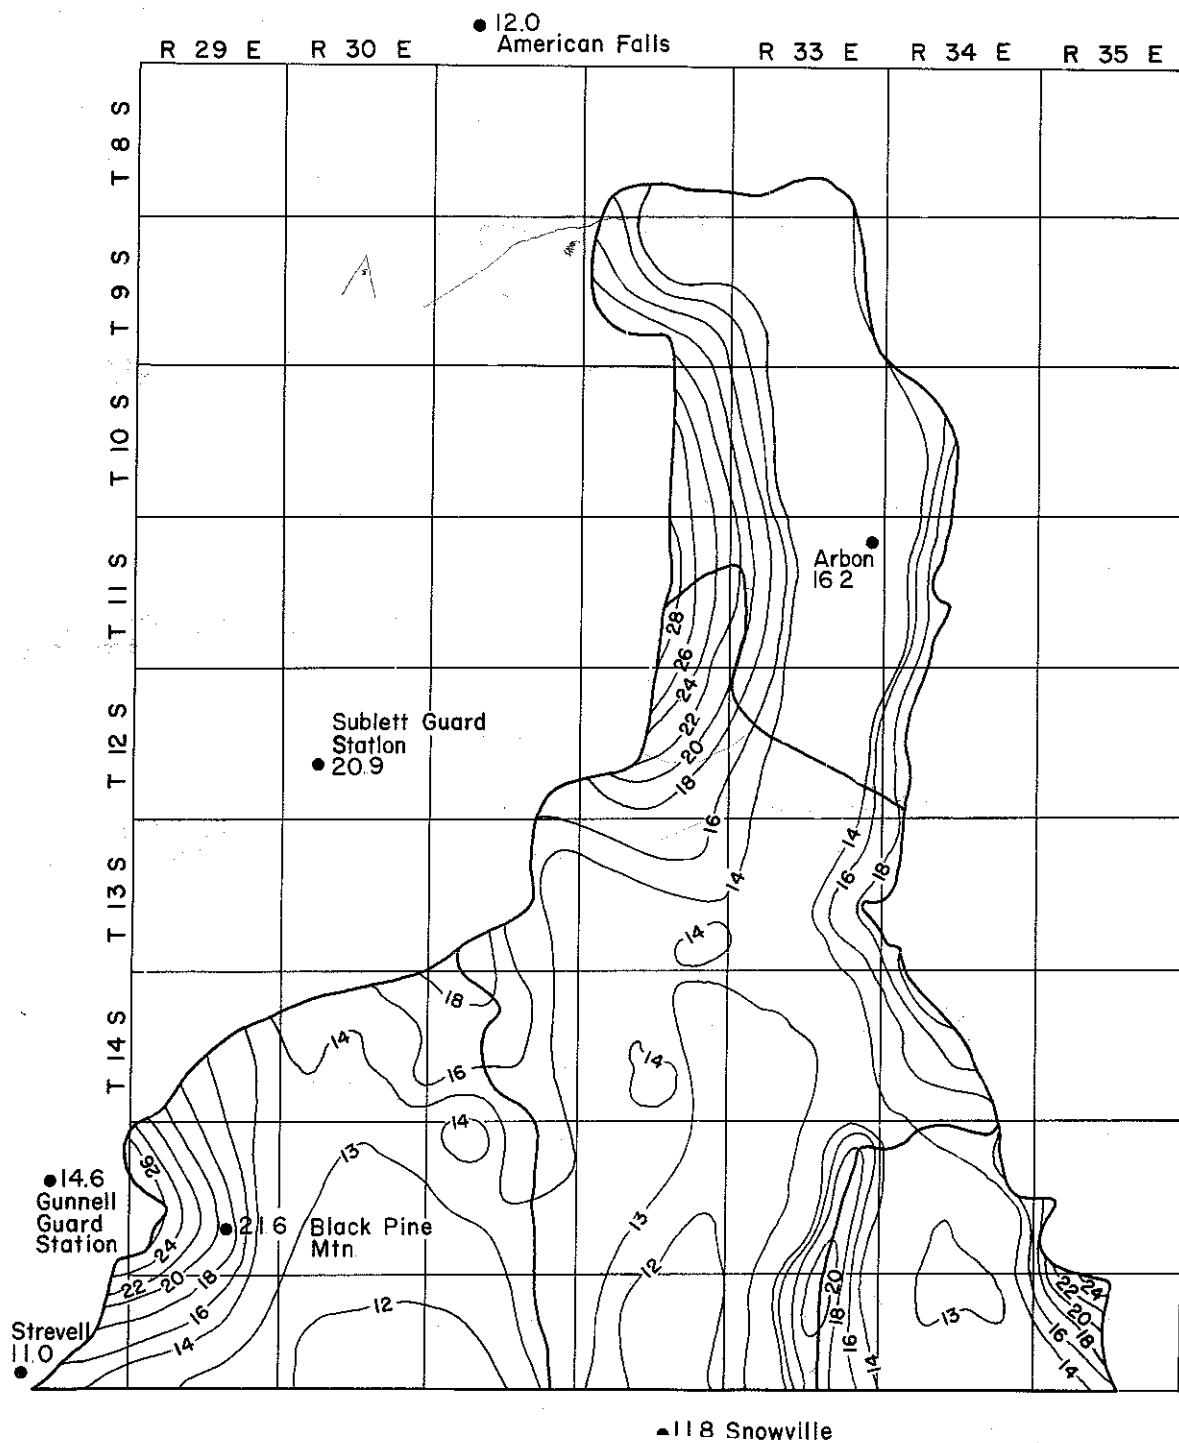 12.0
American Falls
R 29 E
R 30 E
R 33 E
R 34 E
R 35 E
T 8 S
T 9 S
T 10 S
T 11 S
Arbon
16 2
28
26
24
22
20
18
16
14
T 12 S
Sublett Guard
Station
20.9
14
16
18
T 13 S
14
18
14
16
14
14
T 14 S
13
26
14.6
Gunnell
Guard
Station
21.6 Black Pine
Mtn.
24
22
20
18
16
14
13
12
12
20
18
16
14
13
22
24
20
18
16
14
Strevell
11.0
11 8 Snowville